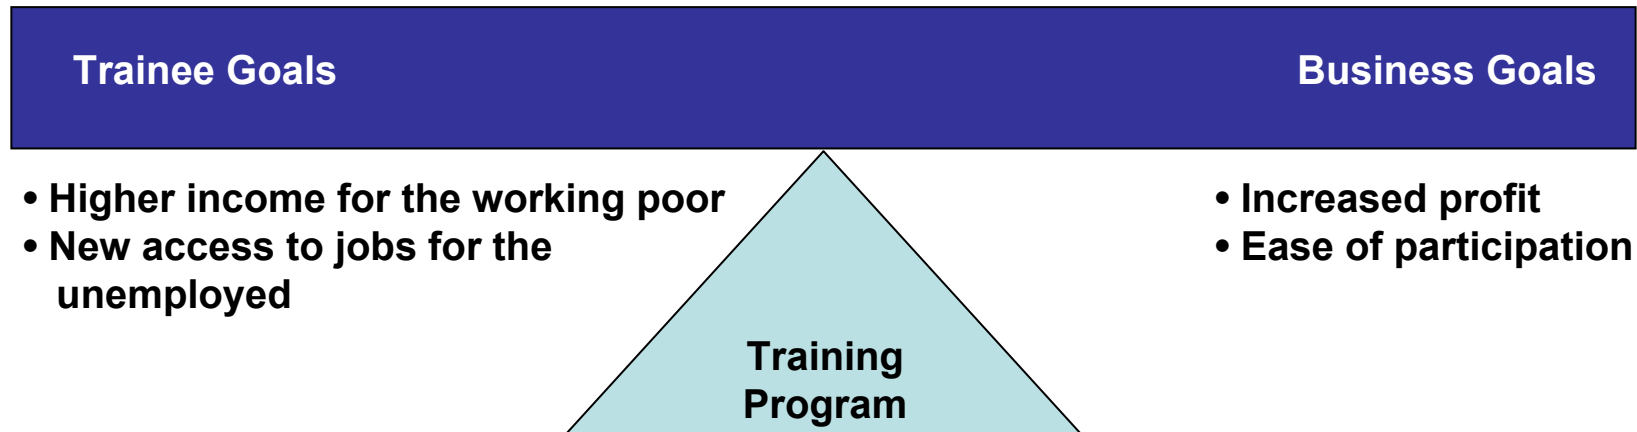 Trainee Goals
Business Goals
• Higher income for the working poor
• New access to jobs for the
unemployed
• Increased profit
• Ease of participation
Training
Program